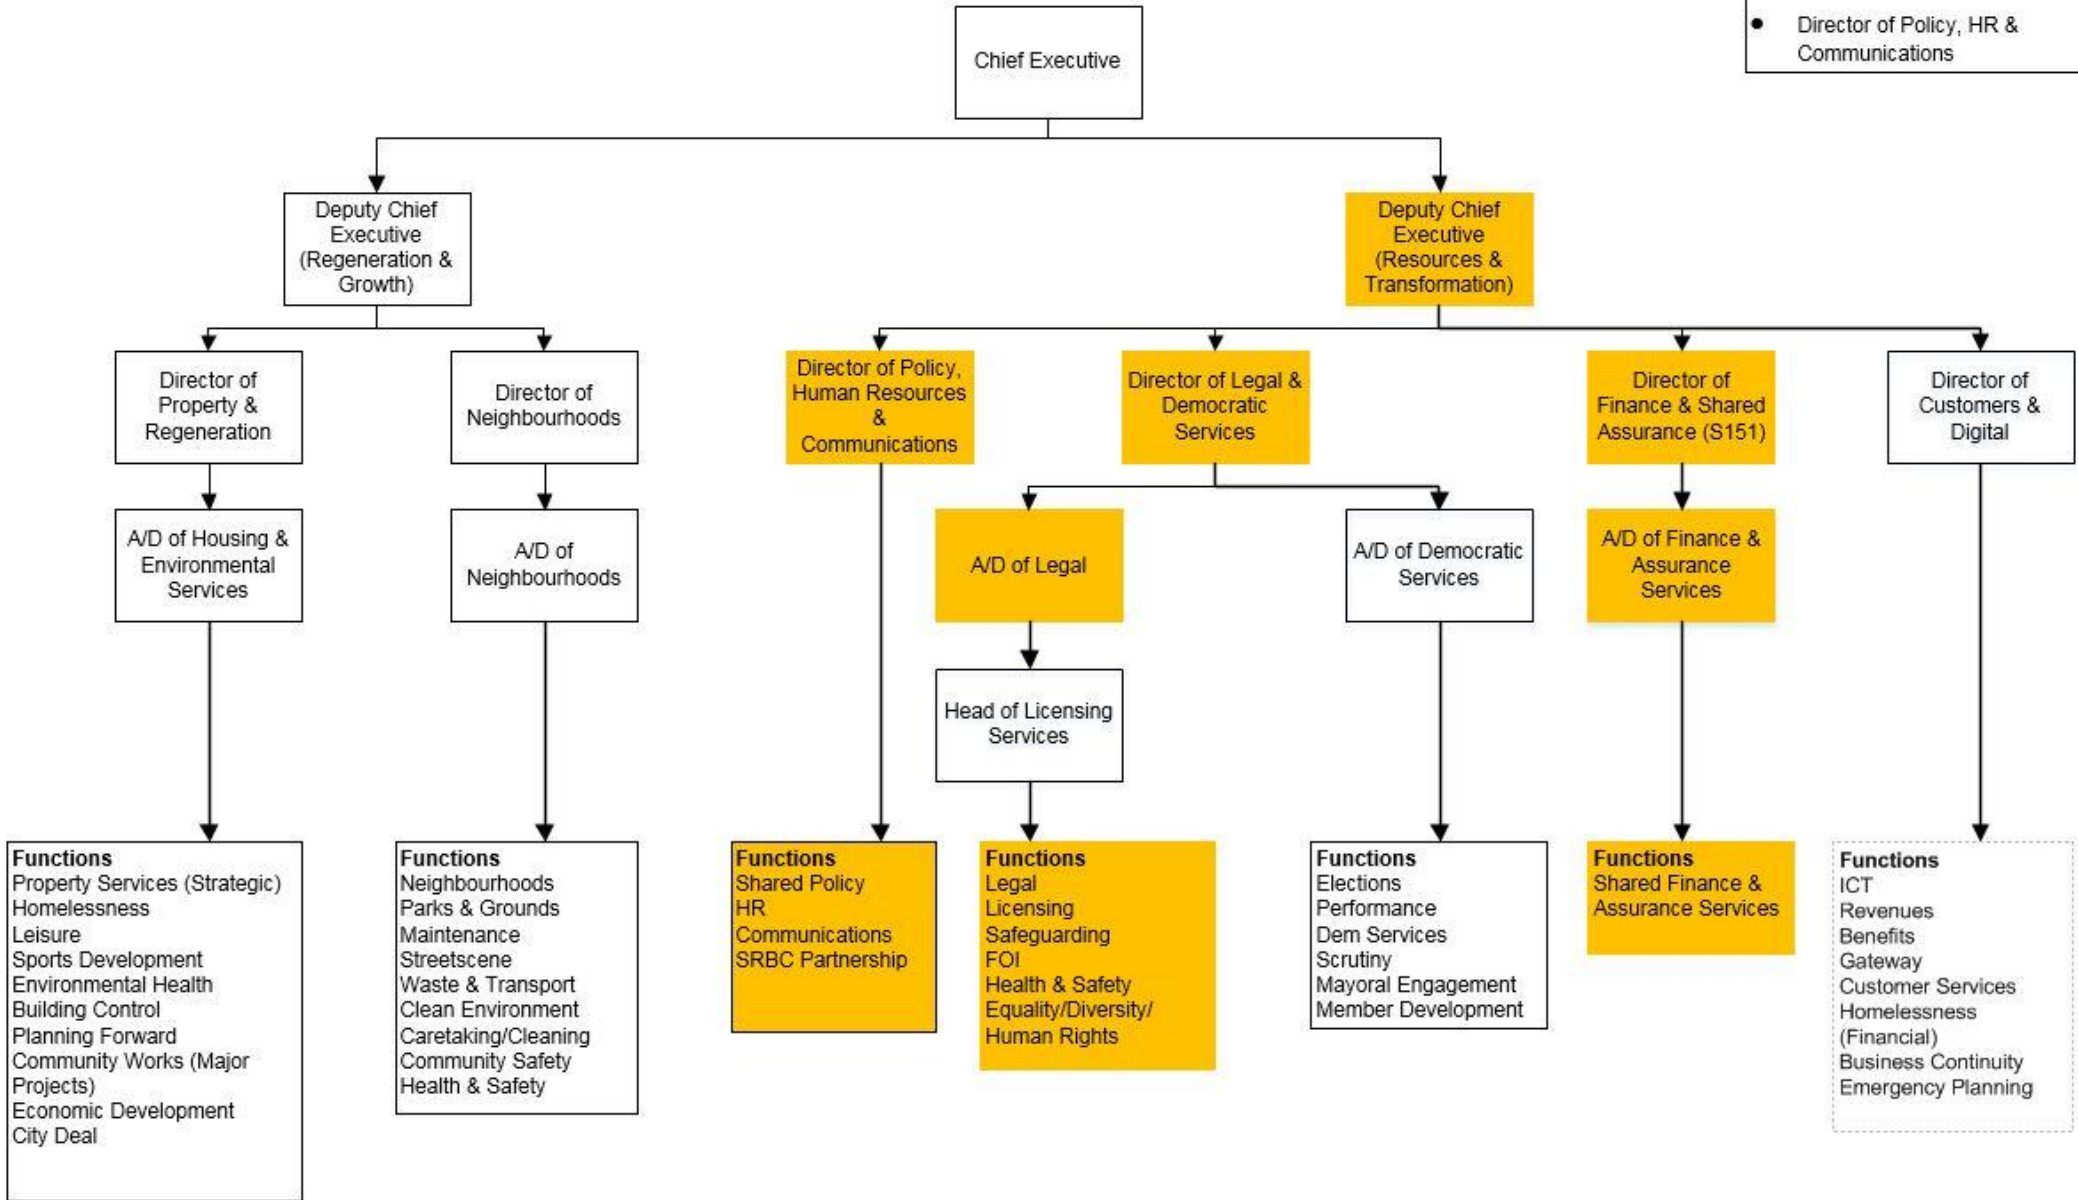 ● Director of Policy, HR &
Communications
Chief Executive
Deputy Chief
Executive
(Regeneration &
Growth)
Deputy Chief
Executive
(Resources &
Transformation)
Director of
Property &
Regeneration
Director of
Neighbourhoods
Director of Policy,
Human Resources
&
Communications
Director of Legal &
Democratic
Services
Director of
Finance & Shared
Assurance (S151)
Director of
Customers &
Digital
A/D of Housing &
Environmental
Services
A/D of
Neighbourhoods
A/D of Legal
A/D of Democratic
Services
A/D of Finance &
Assurance
Services
Head of Licensing
Services
Functions
Property Services (Strategic)
Homelessness
Leisure
Sports Development
Environmental Health
Building Control
Planning Forward
Community Works (Major
Projects)
Economic Development
City Deal
Functions
Neighbourhoods
Parks & Grounds
Maintenance
Streetscene
Waste & Transport
Clean Environment
Caretaking/Cleaning
Community Safety
Health & Safety
Functions
Shared Policy
HR
Communications
SRBC Partnership
Functions
Legal
Licensing
Safeguarding
FOI
Health & Safety
Equality/Diversity/
Human Rights
Functions
Elections
Performance
Dem Services
Scrutiny
Mayoral Engagement
Member Development
Functions
Shared Finance &
Assurance Services
Functions
ICT
Revenues
Benefits
Gateway
Customer Services
Homelessness
(Financial)
Business Continuity
Emergency Planning